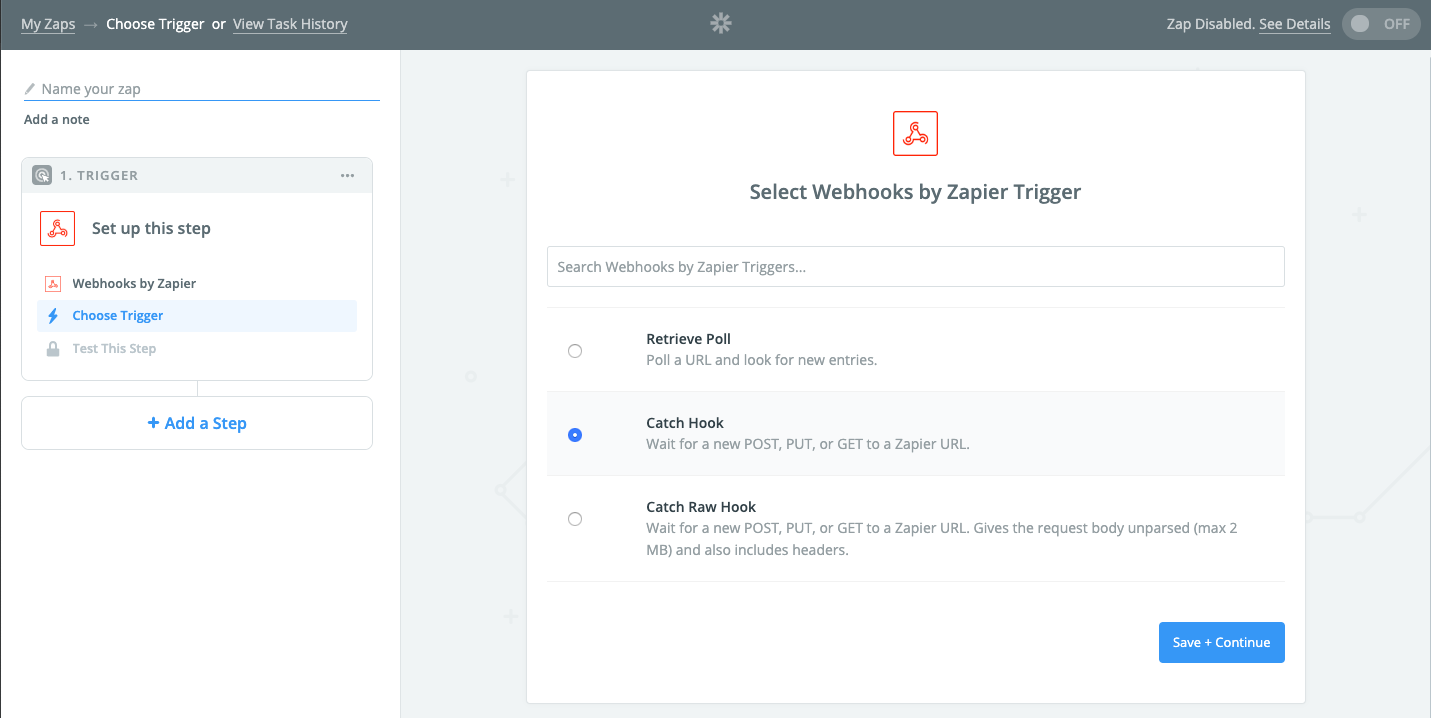 My Zaps → Choose Trigger or View Task History
Zap Disabled. See Details OFF
Name your zap
Add a note
1. TRIGGER
Set up this step
Webhooks by Zapier
Choose Trigger
Test This Step
+ Add a Step
Select Webhooks by Zapier Trigger
Search Webhooks by Zapier Triggers...
Retrieve Poll
Poll a URL and look for new entries.
Catch Hook
Wait for a new POST, PUT, or GET to a Zapier URL.
Catch Raw Hook
Wait for a new POST, PUT, or GET to a Zapier URL. Gives the request body unparsed (max 2
MB) and also includes headers.
Save + Continue